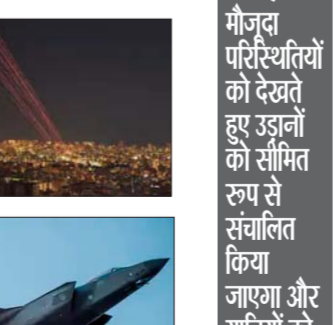 मौजूदा
परिस्थितियों
को देखते
हुए उड़ानों
को सीमित
रूप से
संचालित
किया
जाएगा और